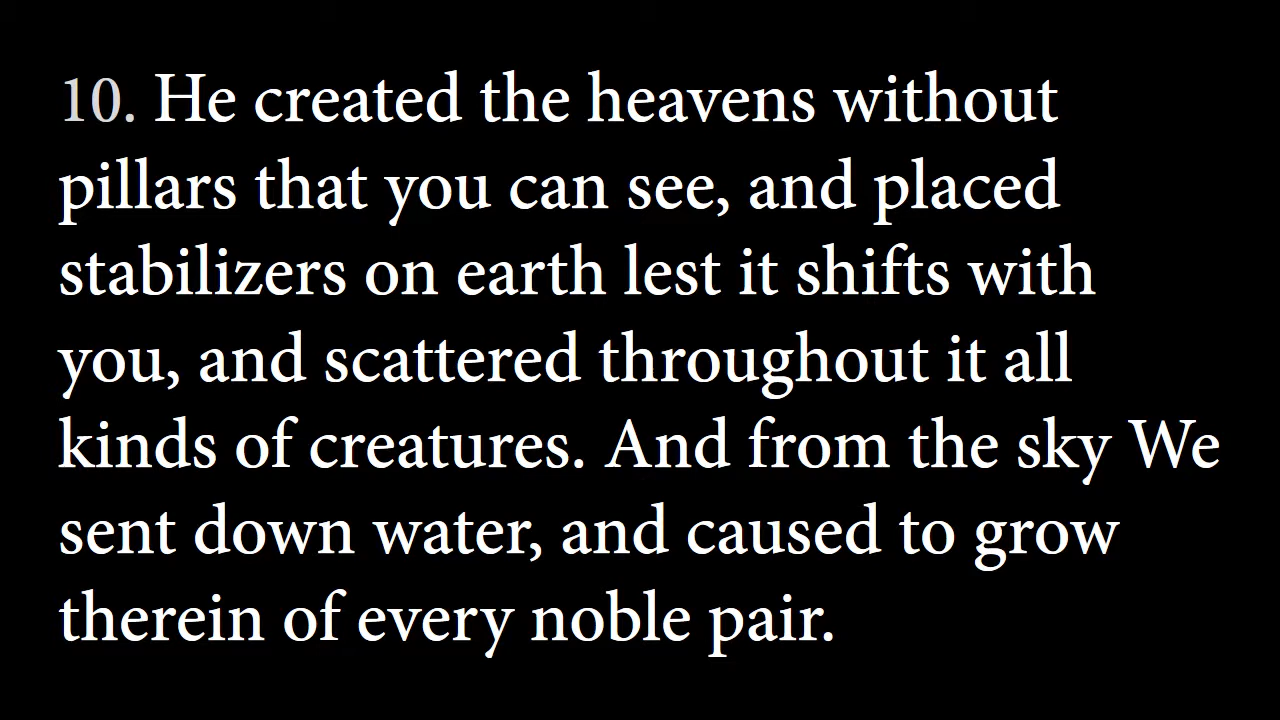 10. He created the heavens without
pillars that you can see, and placed
stabilizers on earth lest it shifts with
you, and scattered throughout it all
kinds of creatures. And from the sky We
sent down water, and caused to grow
therein of every noble pair.